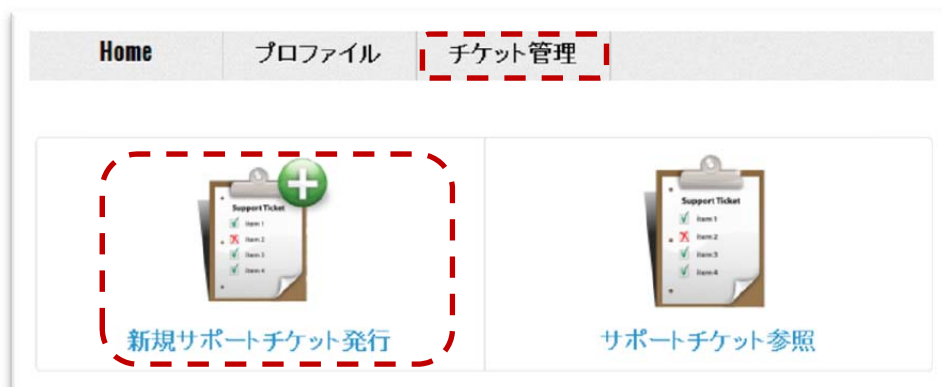 Home プロファイル チケット管理
Support Ticket
Item 1
Item 2
Item 3
Item 4
Support Ticket
Item 1
Item 2
Item 3
Item 4
新規サポートチケット発行 サポートチケット参照